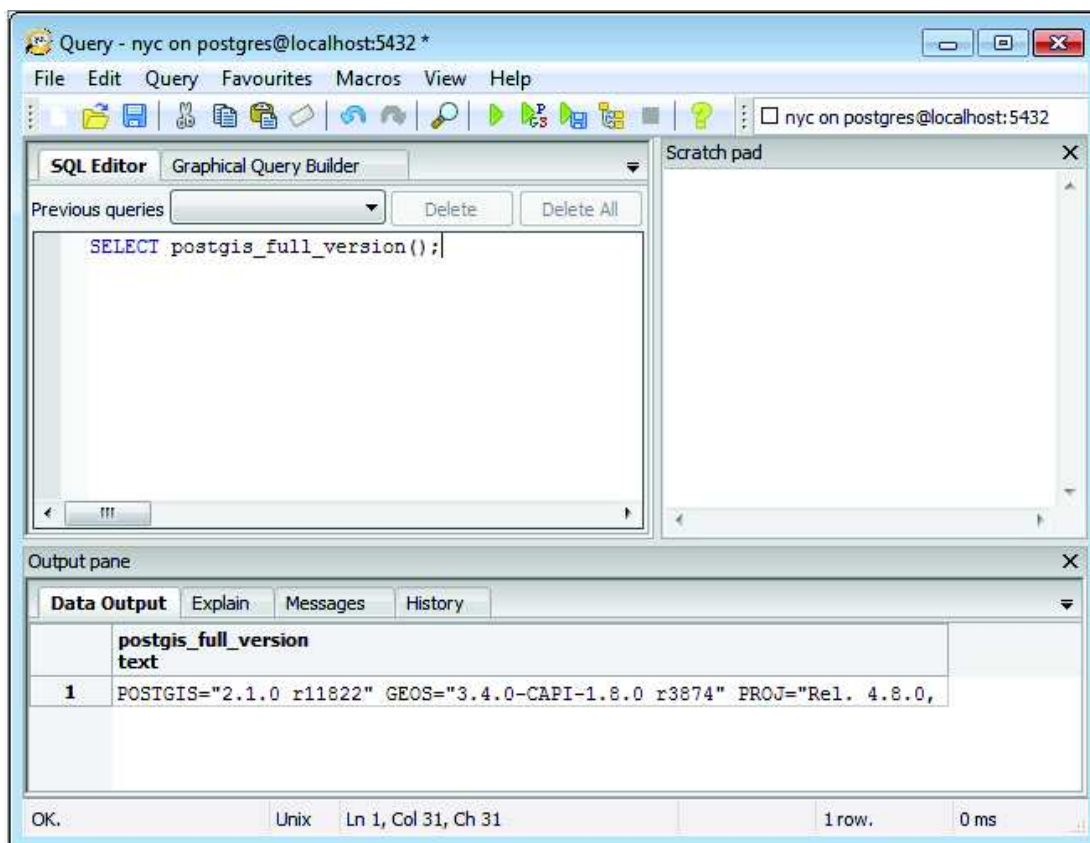 Query - nyc on postgres@localhost:5432 *
File Edit Query Favourites Macros View Help
nyc on postgres@localhost:5432
SQL Editor Graphical Query Builder
Scratch pad
Previous queries Delete Delete All
SELECT postgis_full_version();
Output pane
Data Output Explain Messages History
postgis_full_version
text
1 POSTGIS="2.1.0 r11822" GEOS="3.4.0-CAPI-1.8.0 r3874" PROJ="Rel. 4.8.0,
OK. Unix Ln 1, Col 31, Ch 31 1 row. 0 ms